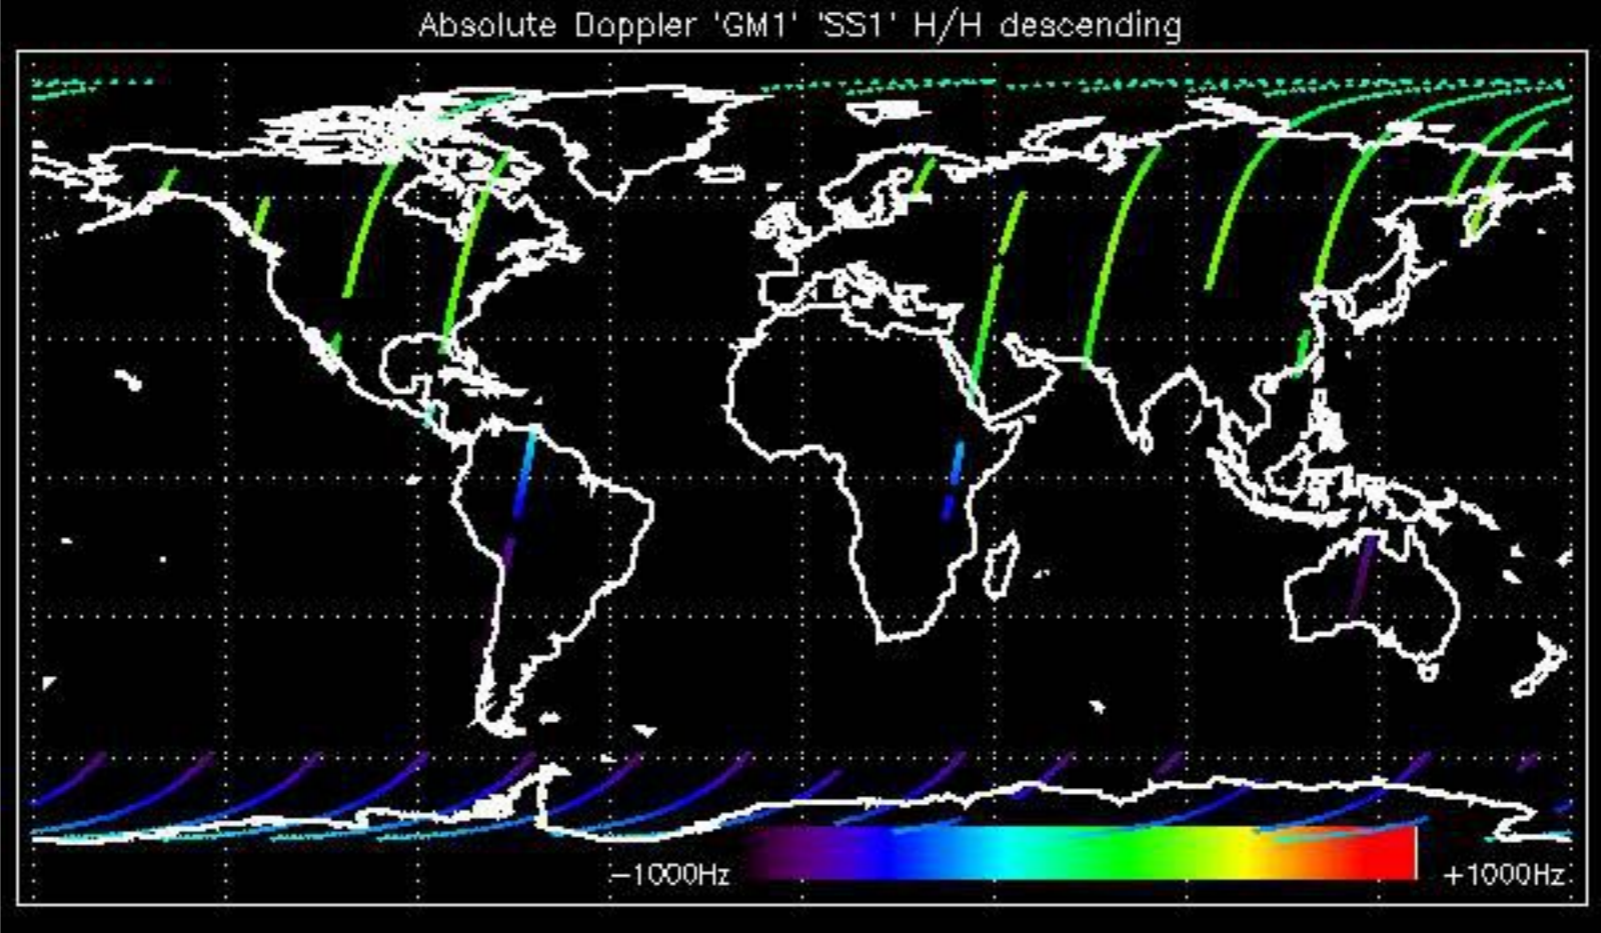 Absolute Doppler 'GM1' 'SS1' H/H descending
−1000Hz
+1000Hz